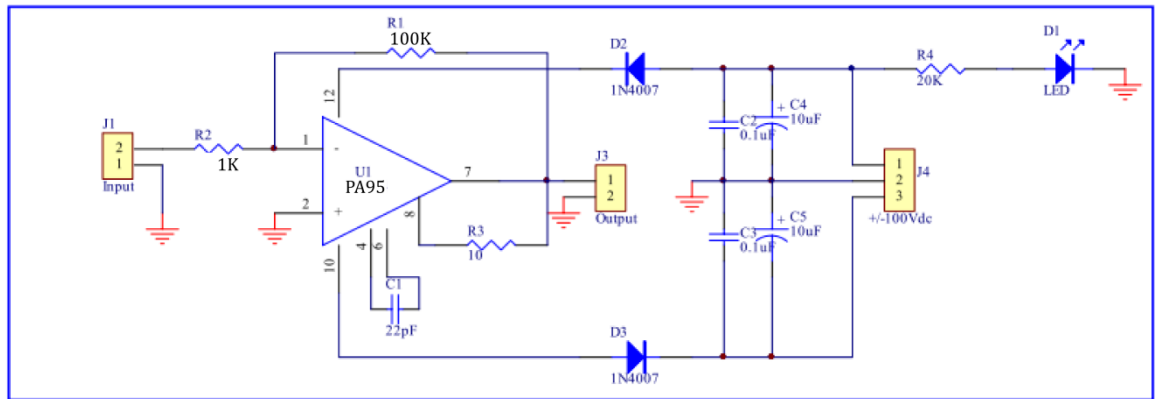 R1
100K
D2
1N4007
R4
20K
D1
LED
12
J1
2
1
Input
R2
1K
1
-
U1
PA95
2
+
7
8
R3
10
4
6
10
C1
22pF
J3
1
2
Output
C2
0.1uF
+
C4
10uF
C3
0.1uF
+
C5
10uF
1
2
3
J4
+/-100Vdc
D3
1N4007